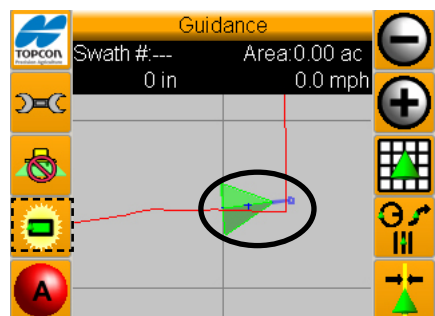 Guidance
TOPCON
Precision Agriculture
Swath #:---
Area:0.00 ac
0 in
0.0 mph
A